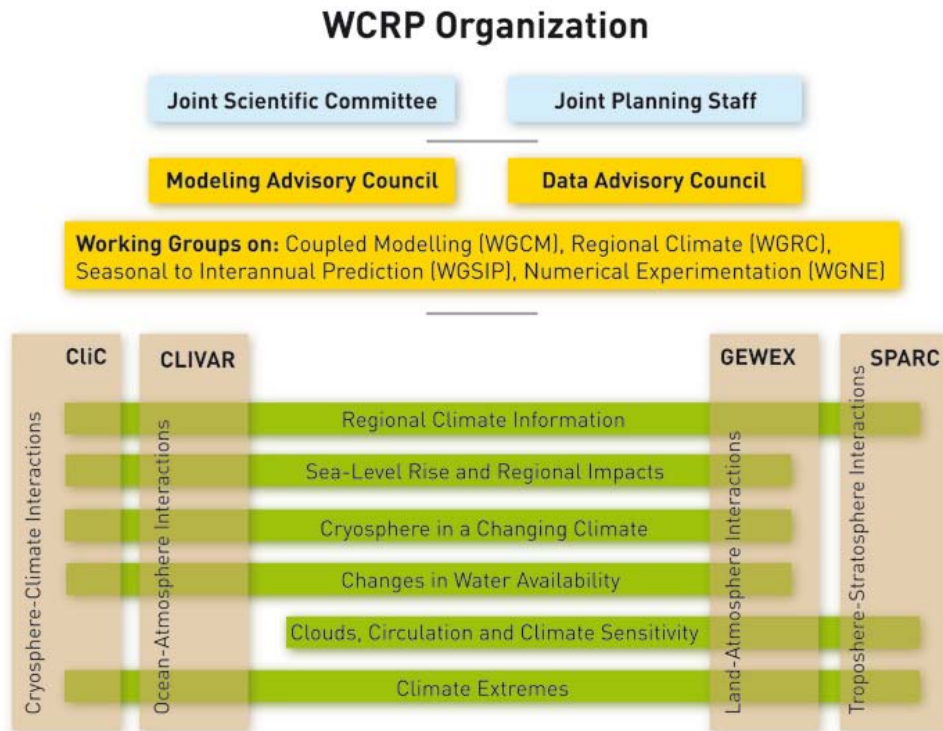 WCRP Organization
Joint Scientific Committee
Joint Planning Staff
Modeling Advisory Council
Data Advisory Council
Working Groups on: Coupled Modelling (WGCM), Regional Climate (WGRC),
Seasonal to Interannual Prediction (WGSIP), Numerical Experimentation (WGNE)
CliC
CLIVAR
GEWEX
SPARC
Cryosphere-Climate Interactions
Ocean-Atmosphere Interactions
Land-Atmosphere Interactions
Troposhere-Stratosphere Interactions
Regional Climate Information
Sea-Level Rise and Regional Impacts
Cryosphere in a Changing Climate
Changes in Water Availability
Clouds, Circulation and Climate Sensitivity
Climate Extremes